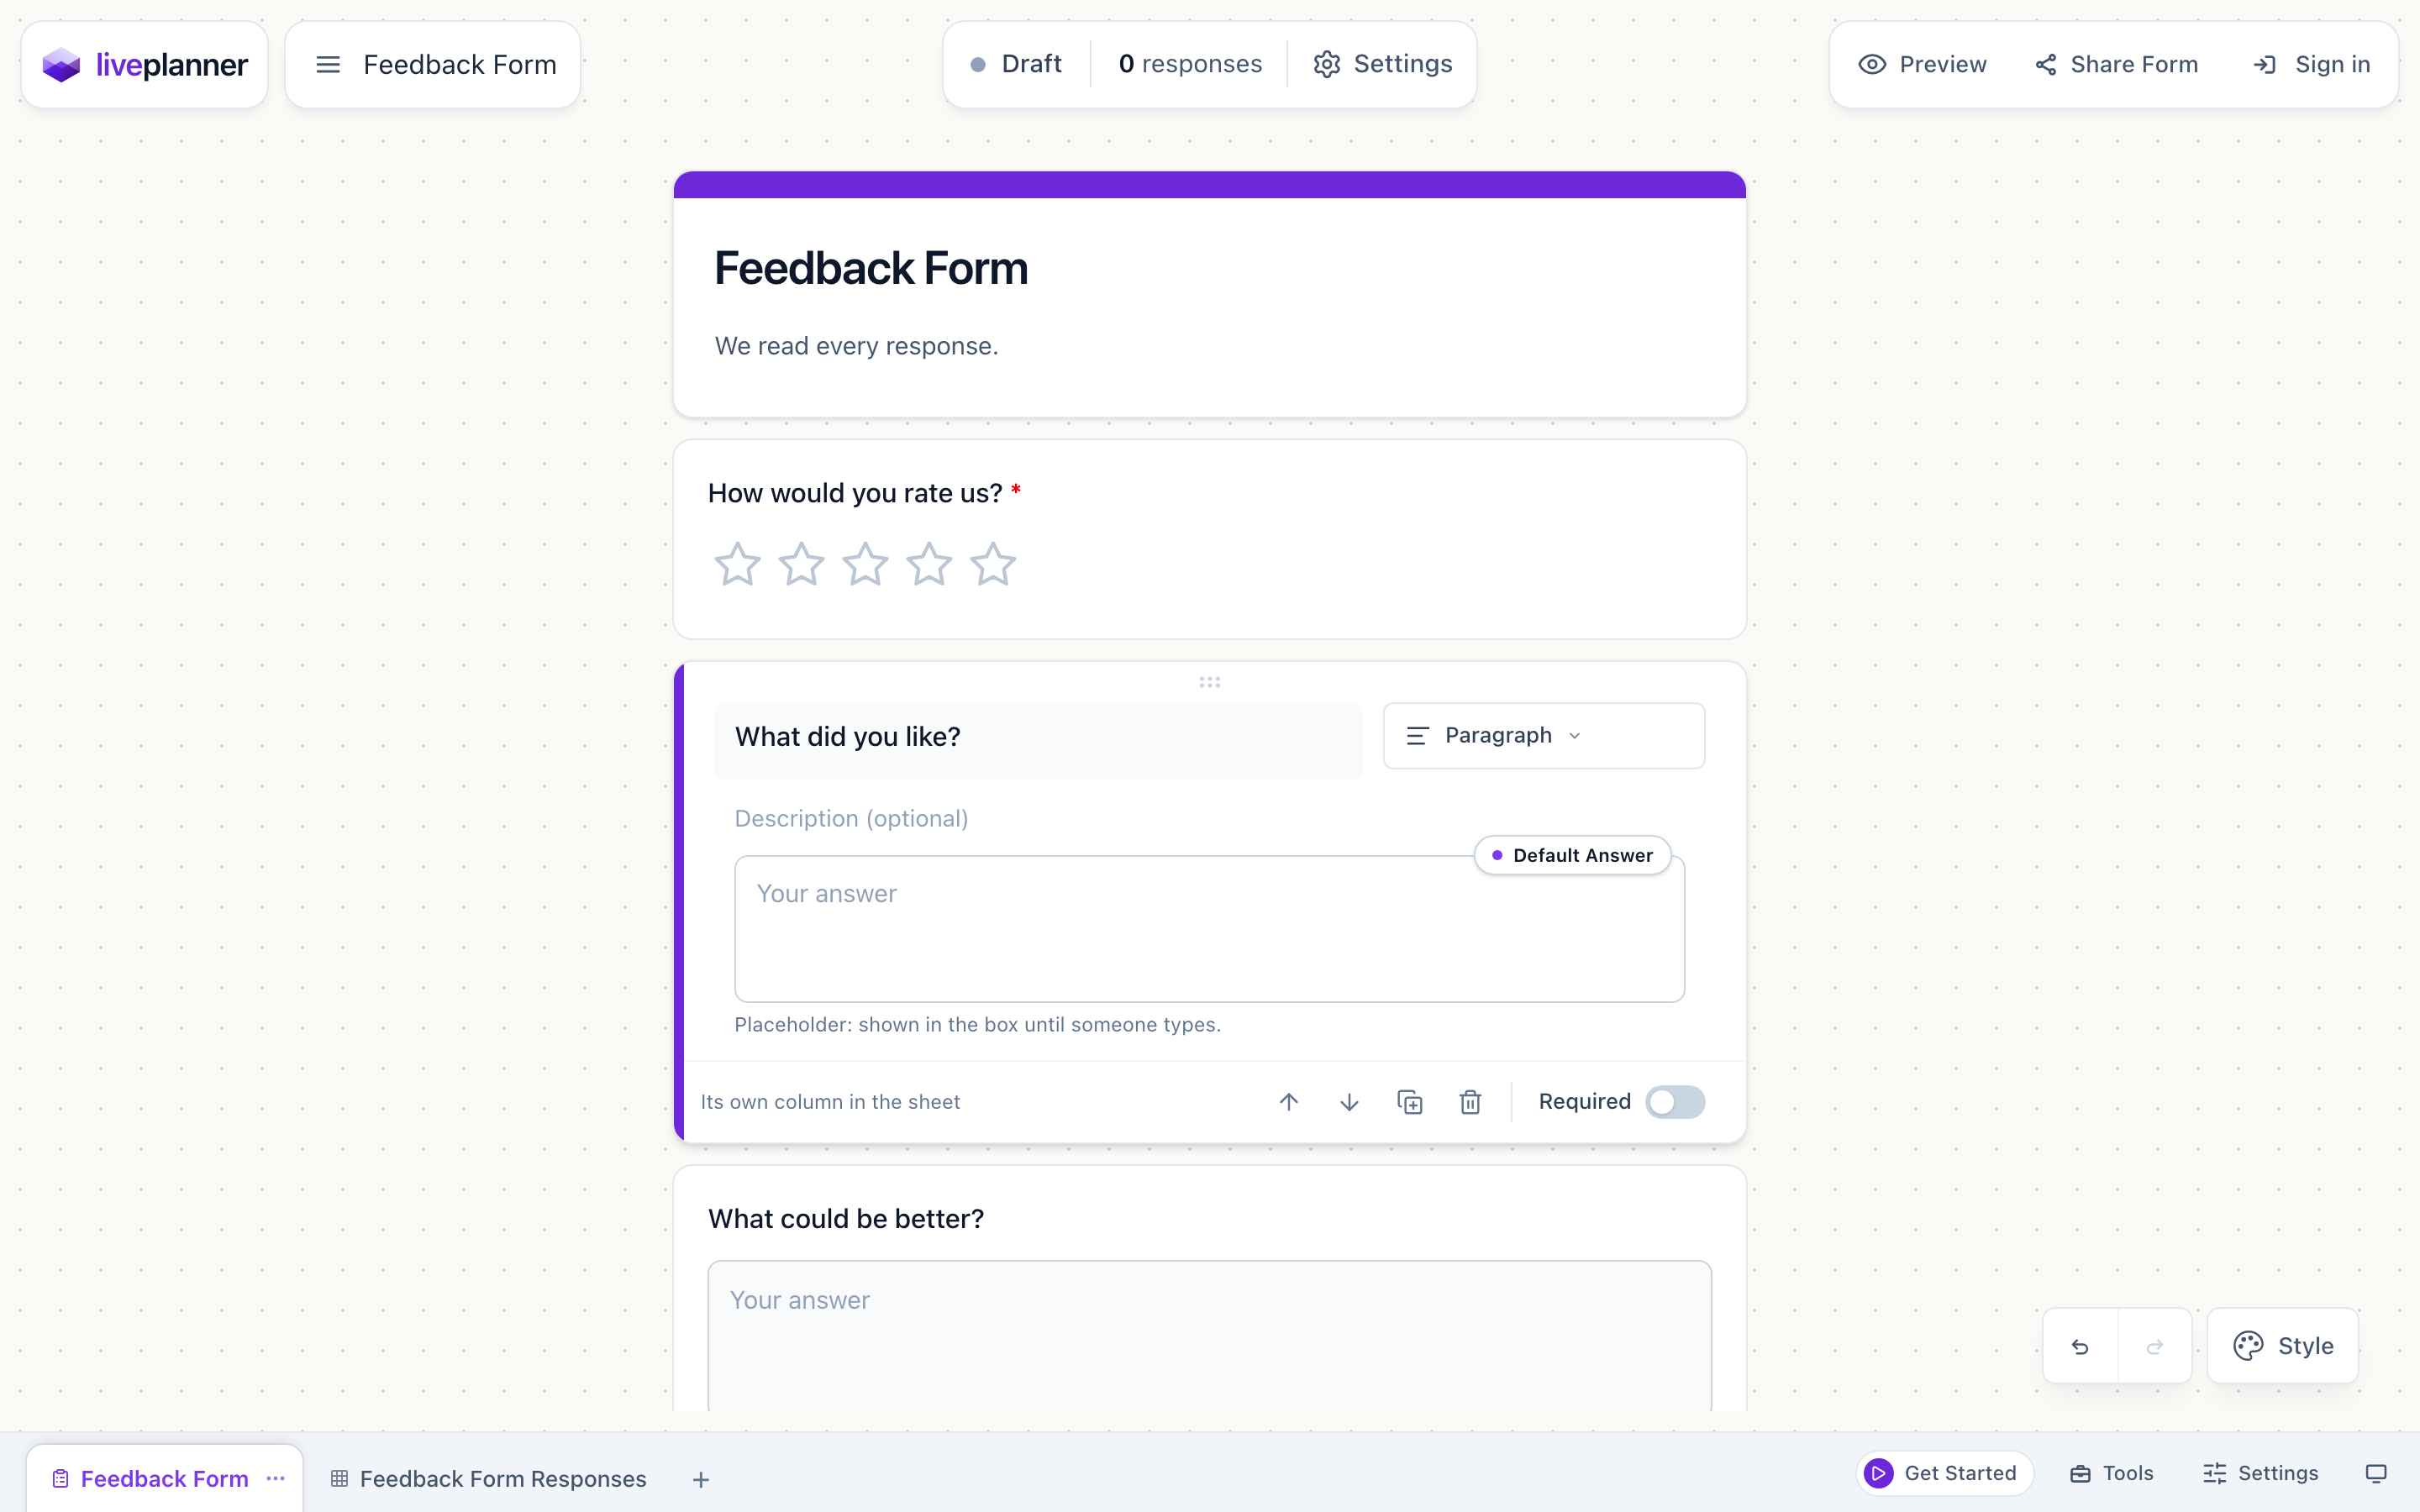 liveplanner
Feedback Form
Draft
0 responses
Settings
Preview
Share Form
Sign in
Feedback Form
We read every response.
How would you rate us? *
What did you like?
Paragraph
Description (optional)
Default Answer
Your answer
Placeholder: shown in the box until someone types.
Its own column in the sheet
Required
What could be better?
Your answer
Style
Feedback Form
Feedback Form Responses
Get Started
Tools
Settings